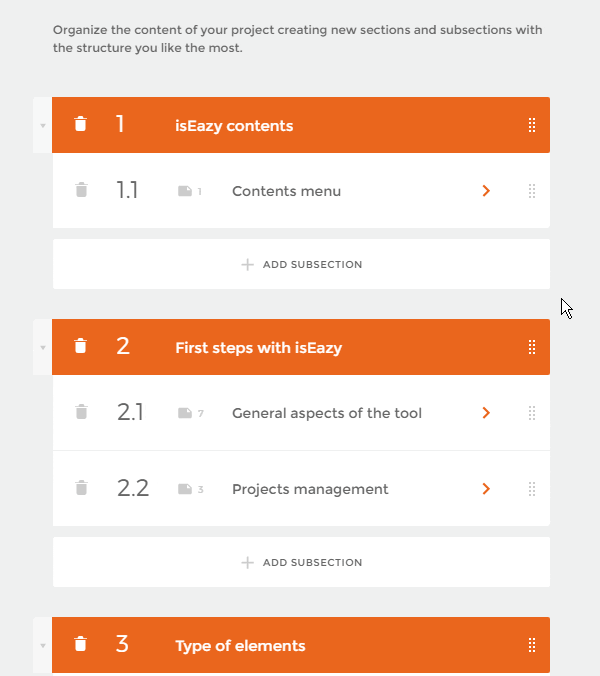 Organize the content of your project creating new sections and subsections with
the structure you like the most.
1 isEazy contents
1.1 1 Contents menu
ADD SUBSECTION
2 First steps with isEazy
2.1 7 General aspects of the tool
2.2 3 Projects management
ADD SUBSECTION
3 Type of elements